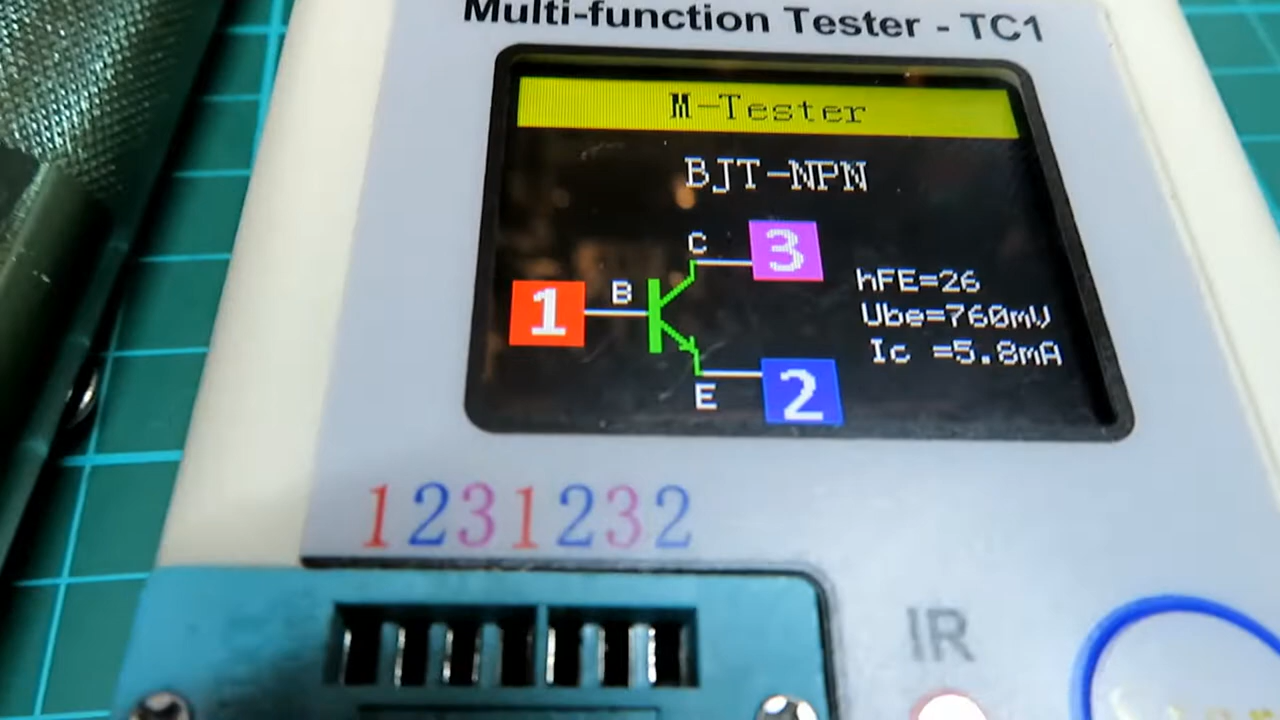 Multi-function Tester - TC1
M-Tester
BJT-NPN
C
3
B
1
hFE=26
Ube=760mV
Ic =5.8mA
E
2
1231232
IR